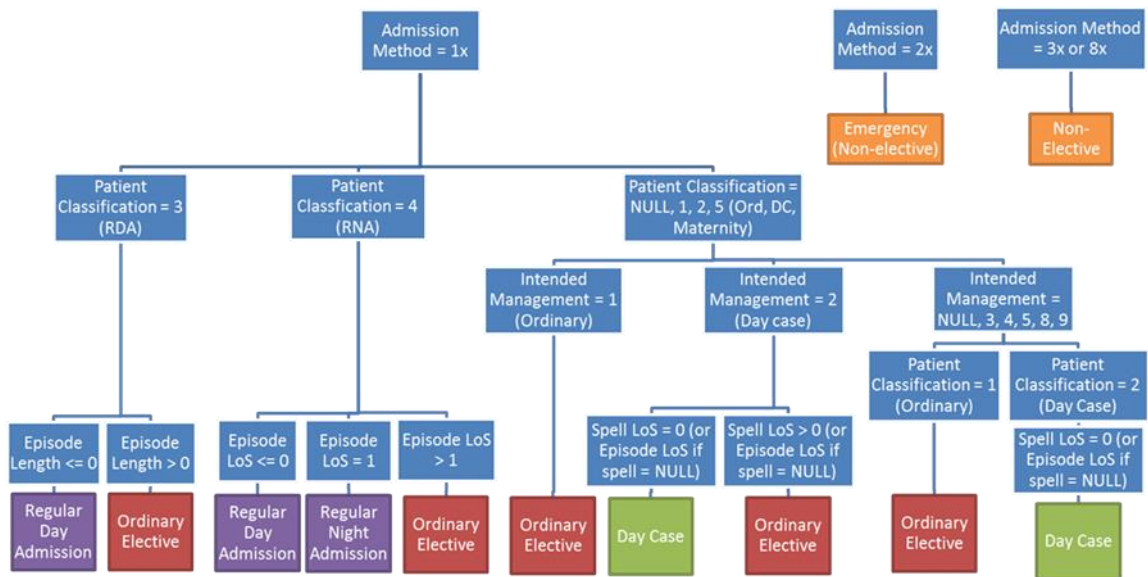 Admission
Method = 1x
Admission
Method = 2x
Admission Method
= 3x or 8x
Emergency
(Non-elective)
Non-
Elective
Patient
Classification = 3
(RDA)
Patient
Classfication = 4
(RNA)
Patient Classification =
NULL, 1, 2, 5 (Ord, DC,
Maternity)
Intended
Management = 1
(Ordinary)
Intended
Management = 2
(Day case)
Intended
Management =
NULL, 3, 4, 5, 8, 9
Patient
Classification = 1
(Ordinary)
Patient
Classification = 2
(Day Case)
Episode
Length <= 0
Episode
Length > 0
Episode
LoS <= 0
Episode
LoS = 1
Episode LoS
> 1
Spell LoS = 0 (or
Episode LoS if
spell = NULL)
Spell LoS > 0 (or
Episode LoS if
spell = NULL)
Spell LoS = 0 (or
Episode LoS if
spell = NULL)
Regular
Day
Admission
Ordinary
Elective
Regular
Day
Admission
Regular
Night
Admission
Ordinary
Elective
Ordinary
Elective
Day Case
Ordinary
Elective
Ordinary
Elective
Day Case